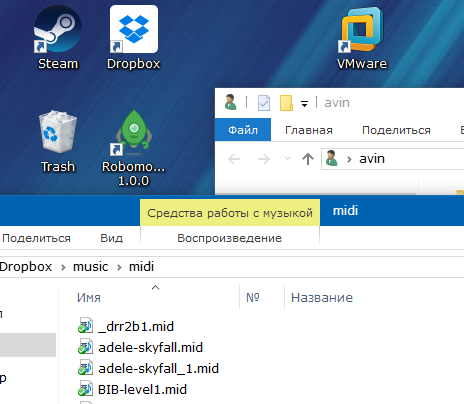 Steam
Dropbox
VMware
Trash
Robomo...
1.0.0
avin
Файл
Главная
Поделиться
avin
Средства работы с музыкой
midi
Поделиться
Вид
Воспроизведение
Dropbox > music > midi
Имя
№
Название
_drr2b1.mid
adele-skyfall.mid
adele-skyfall_1.mid
BIB-level1.mid